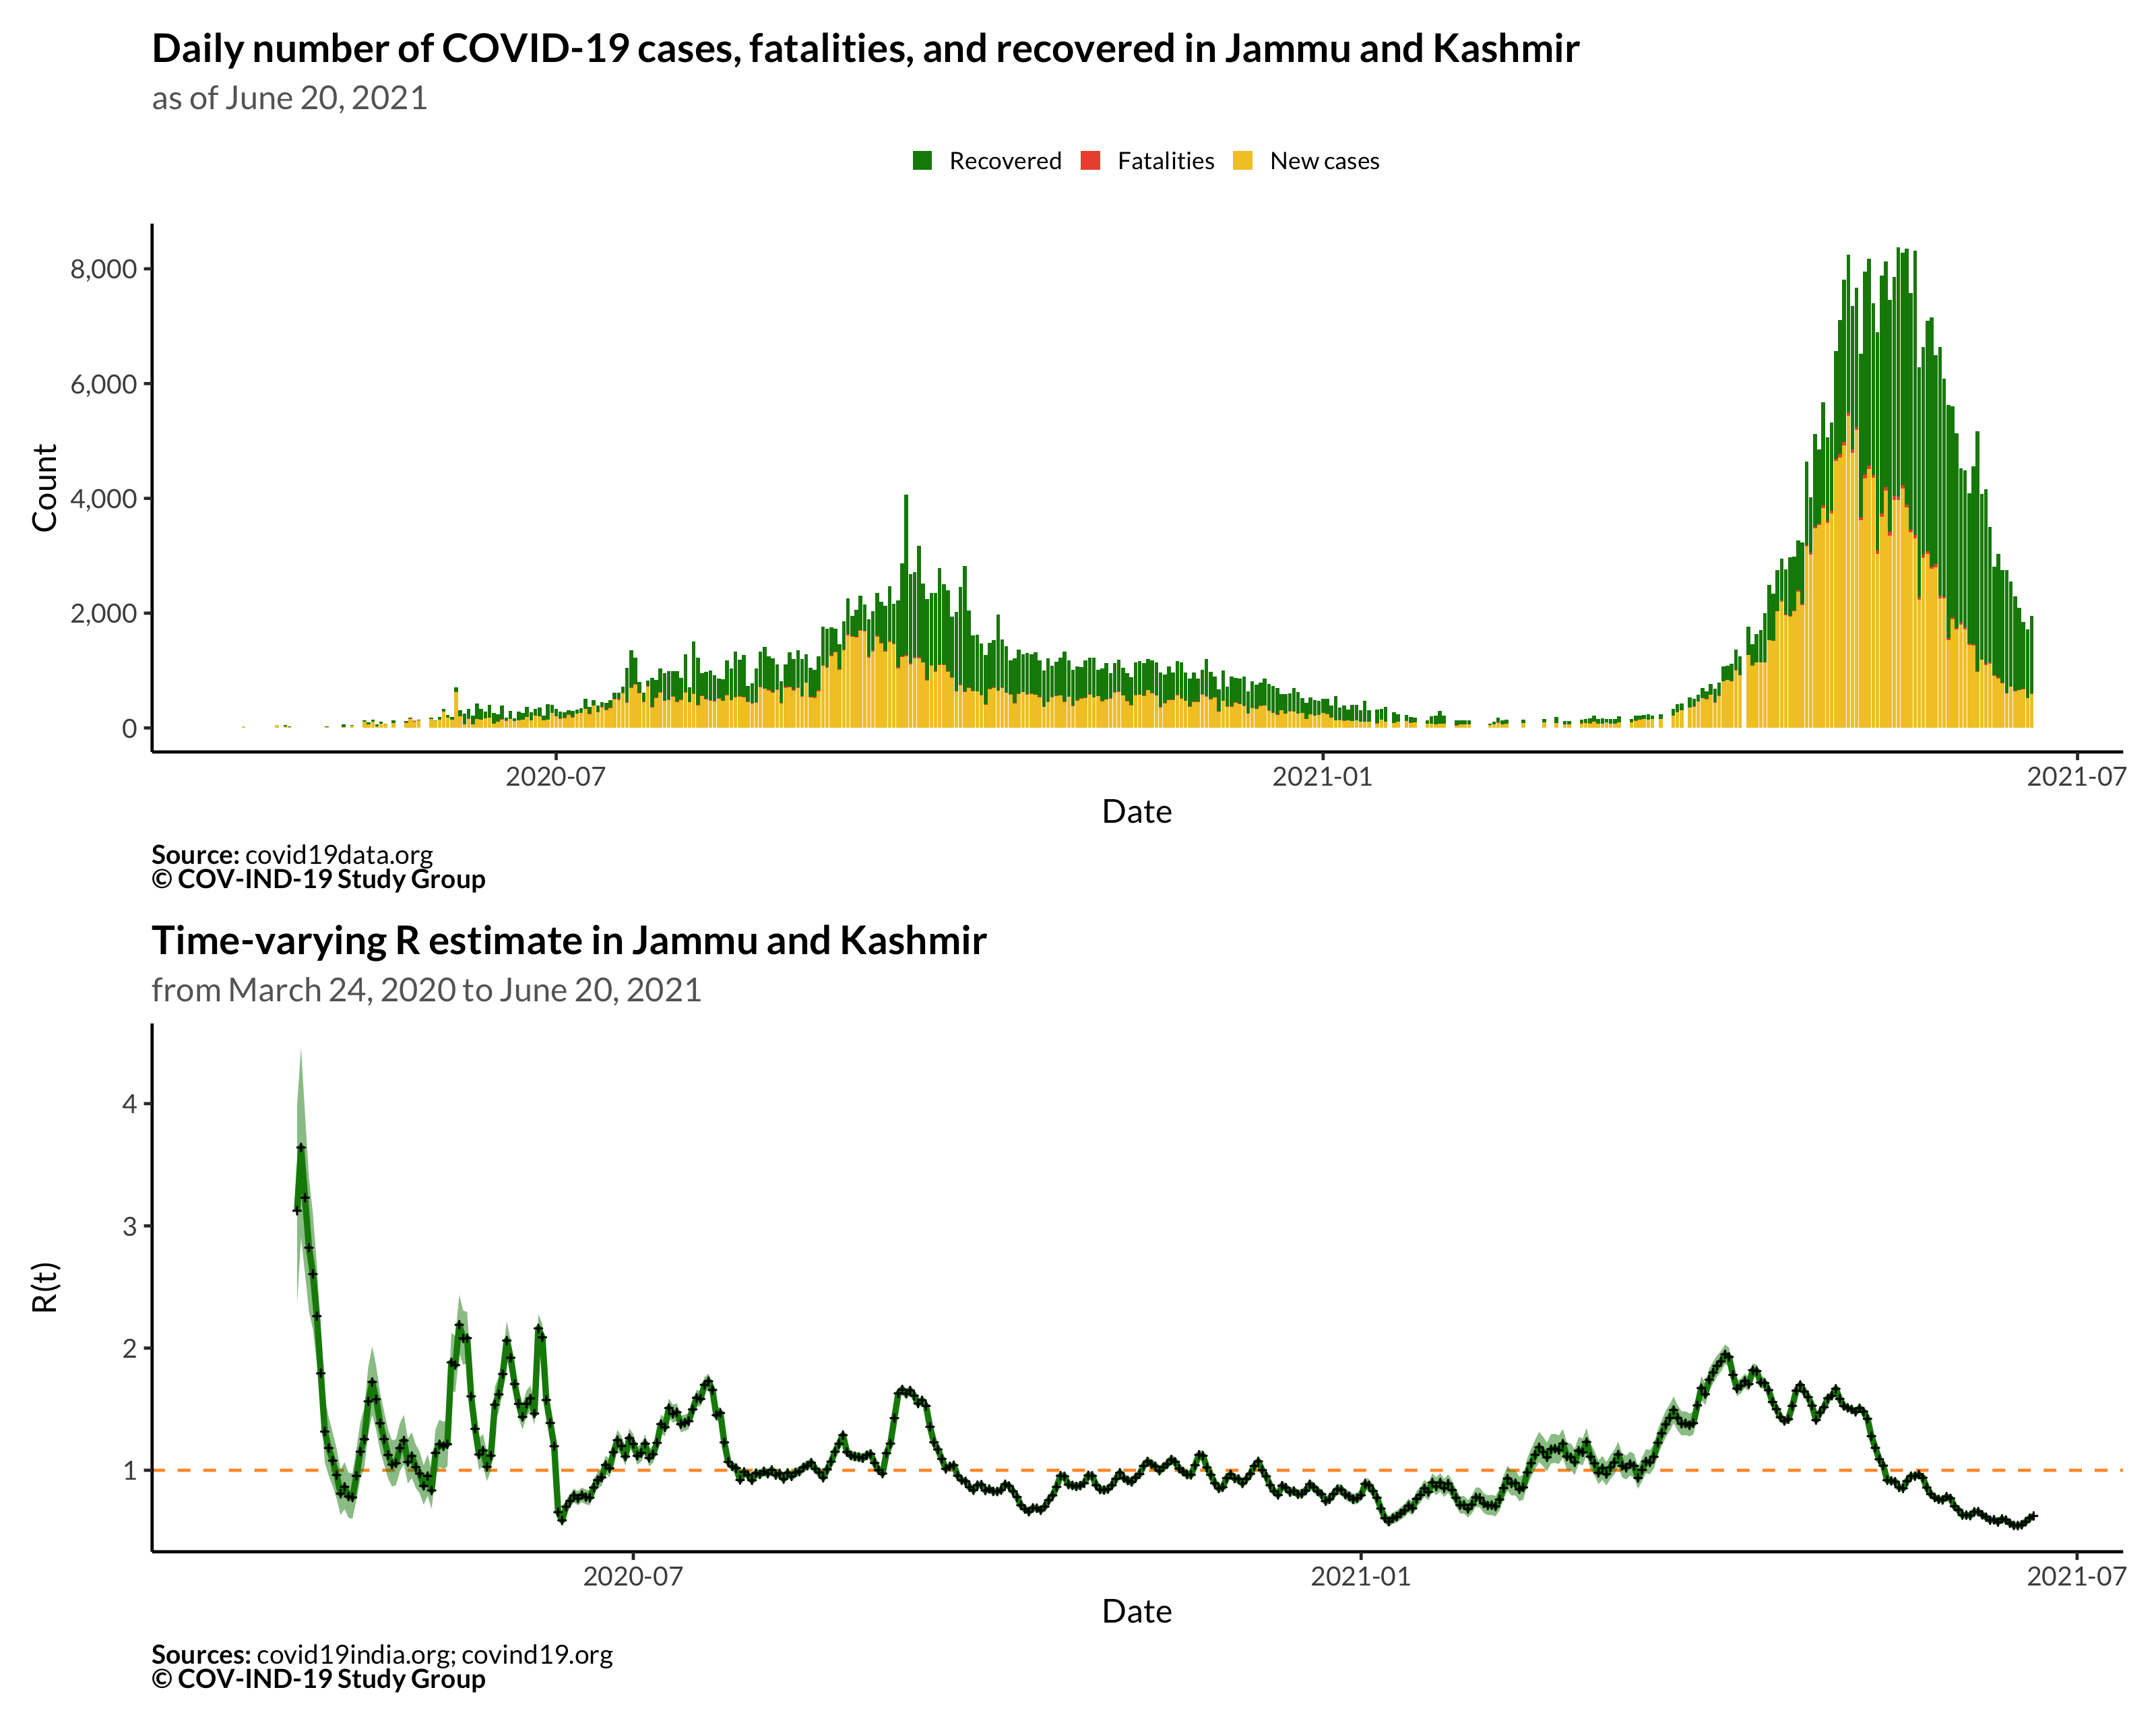 Daily number of COVID-19 cases, fatalities, and recovered in Jammu and Kashmir
as of June 20, 2021
Recovered Fatalities New cases
8,000
6,000
4,000
2,000
0
Count
2020-07 2021-01 2021-07
Date
Source: covid19data.org
© COV-IND-19 Study Group
Time-varying R estimate in Jammu and Kashmir
from March 24, 2020 to June 20, 2021
4
3
2
1
R(t)
2020-07 2021-01 2021-07
Date
Sources: covid19india.org; covind19.org
© COV-IND-19 Study Group